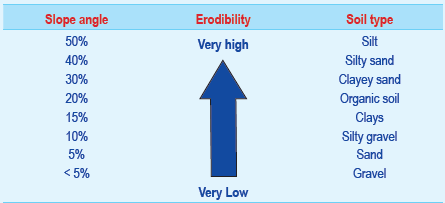 Slope angle Erodibility Soil type
50% Very high Silt
40% Silty sand
30% Clayey sand
20% Organic soil
15% Clays
10% Silty gravel
5% Sand
< 5% Gravel
Very Low